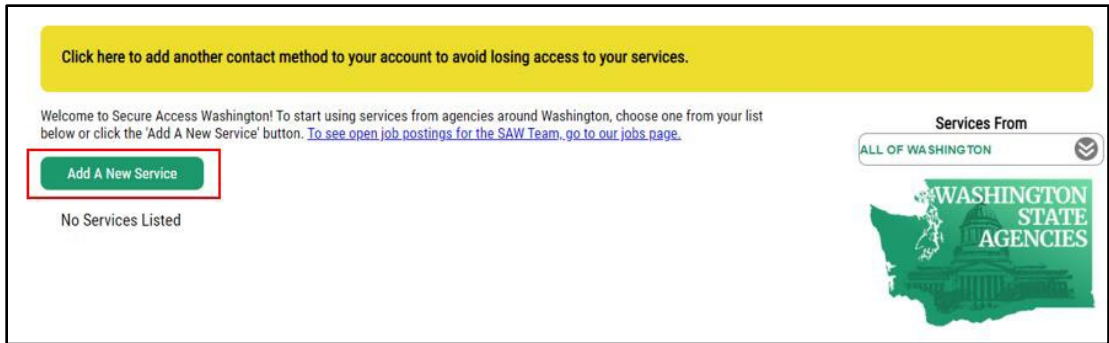 Click here to add another contact method to your account to avoid losing access to your services.
Welcome to Secure Access Washington! To start using services from agencies around Washington, choose one from your list
below or click the 'Add A New Service' button. To see open job postings for the SAW Team, go to our jobs page.
Add A New Service
No Services Listed
Services From
ALL OF WASHINGTON
WASHINGTON
STATE
AGENCIES